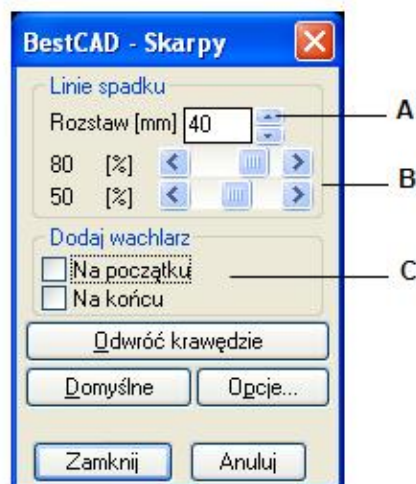 BestCAD - Skarpy
Linie spadku
Rozstaw [mm] 40
A
80 [%]
B
50 [%]
Dodaj wachlarz
Na początku
C
Na końcu
Odwróć krawędzie
Domyślne Opcje...
Zamknij Anuluj